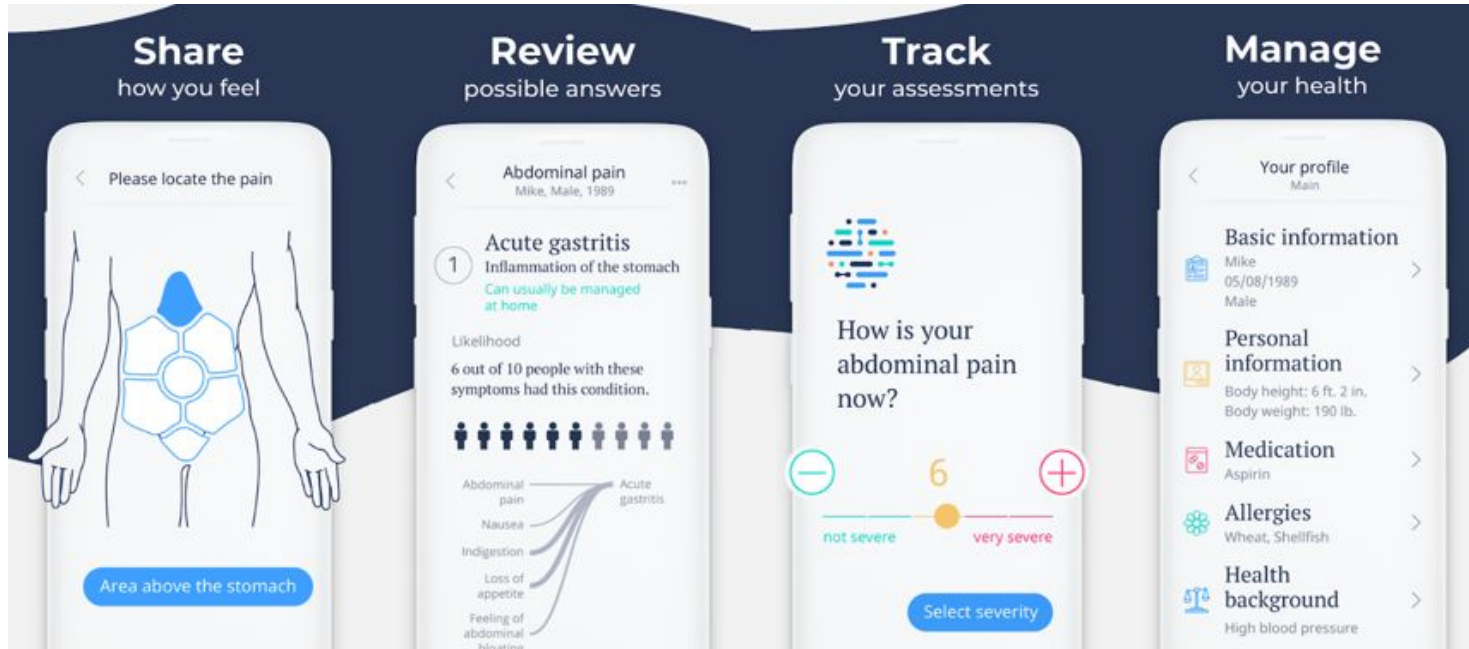 Share
how you feel
Please locate the pain
Area above the stomach
Review
possible answers
Abdominal pain
Mike, Male, 1989
1
Acute gastritis
Inflammation of the stomach
Can usually be managed
at home
Likelihood
6 out of 10 people with these
symptoms had this condition.
Abdominal
pain
Acute
gastritis
Nausea
Indigestion
Loss of
appetite
Feeling of
abdominal
bloating
Track
your assessments
How is your
abdominal pain
now?
6
not severe
very severe
Select severity
Manage
your health
Your profile
Main
Basic information
Mike
05/08/1989
Male
Personal
information
Body height: 6 ft. 2 in.
Body weight: 190 lb.
Medication
Aspirin
Allergies
Wheat, Shellfish
Health
background
High blood pressure